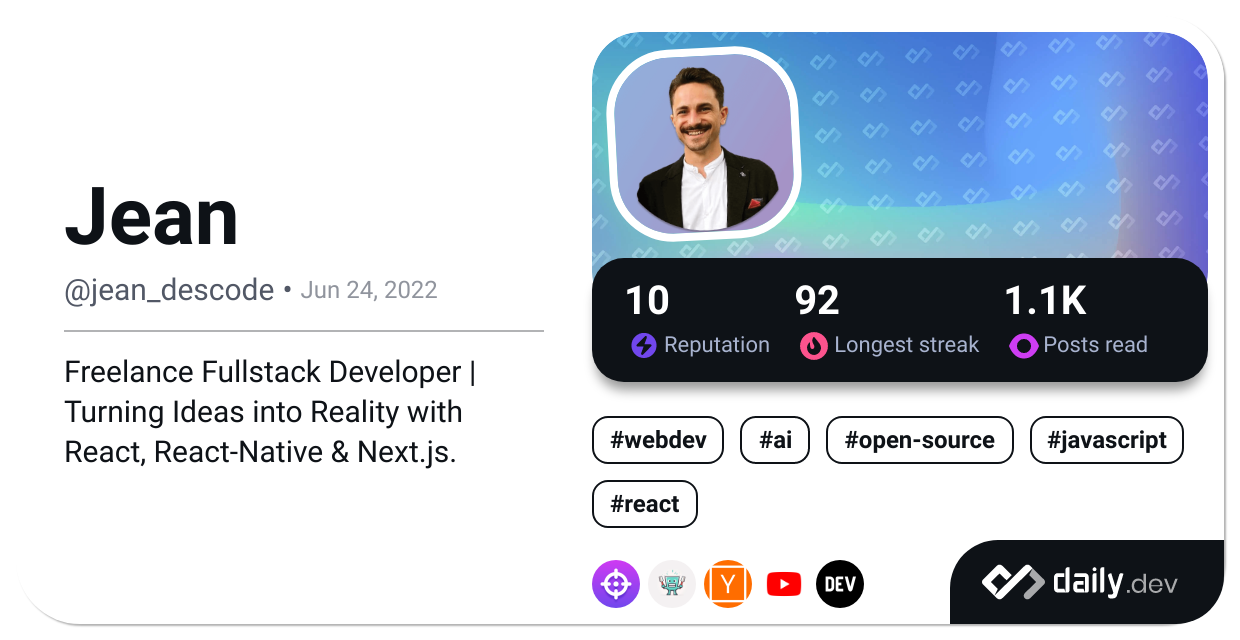 Jean
@jean_descode • Jun 24, 2022
Freelance Fullstack Developer |
Turning Ideas into Reality with
React, React-Native & Next.js.
10 92 1.1K
Reputation Longest streak Posts read
#webdev #ai #open-source #javascript
#react
Y DEV
daily.dev